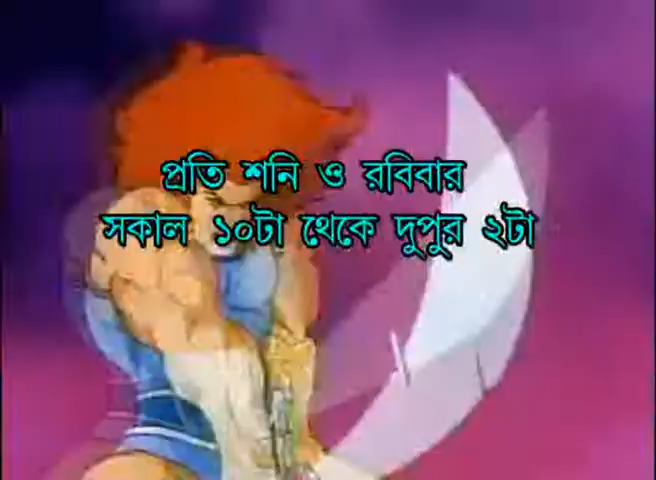 প্রতি শনি ও রবিবার
সকাল ১০টা থেকে দুপুর ২টা